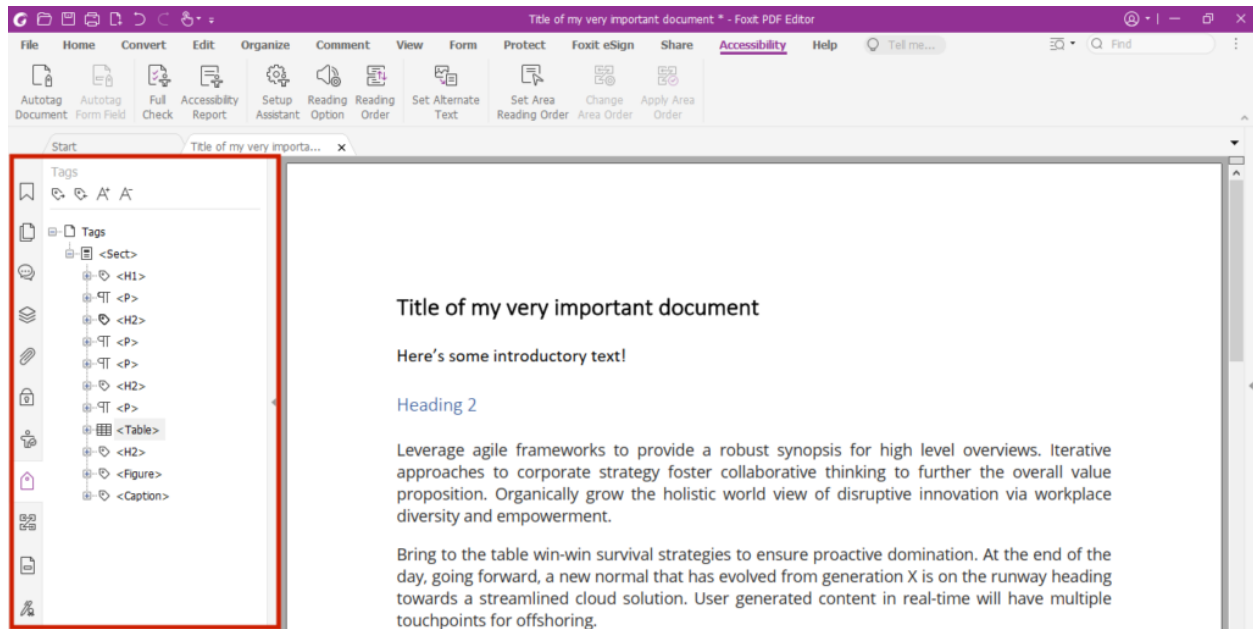 Title of my very important document * - Foxit PDF Editor
File Home Convert Edit Organize Comment View Form Protect Foxit eSign Share Accessibility Help Tell me... Find
Autotag Document
Autotag Form Field
Full Check
Accessibility Report
Setup Assistant
Reading Option
Reading Order
Set Alternate Text
Set Area Reading Order
Change Area Order
Apply Area Order
Start Title of my very importa... x
Tags
Tags
<Sect>
<H1>
<P>
<H2>
<P>
<P>
<H2>
<P>
<Table>
<H2>
<Figure>
<Caption>
Title of my very important document
Here's some introductory text!
Heading 2
Leverage agile frameworks to provide a robust synopsis for high level overviews. Iterative
approaches to corporate strategy foster collaborative thinking to further the overall value
proposition. Organically grow the holistic world view of disruptive innovation via workplace
diversity and empowerment.
Bring to the table win-win survival strategies to ensure proactive domination. At the end of the
day, going forward, a new normal that has evolved from generation X is on the runway heading
towards a streamlined cloud solution. User generated content in real-time will have multiple
touchpoints for offshoring.